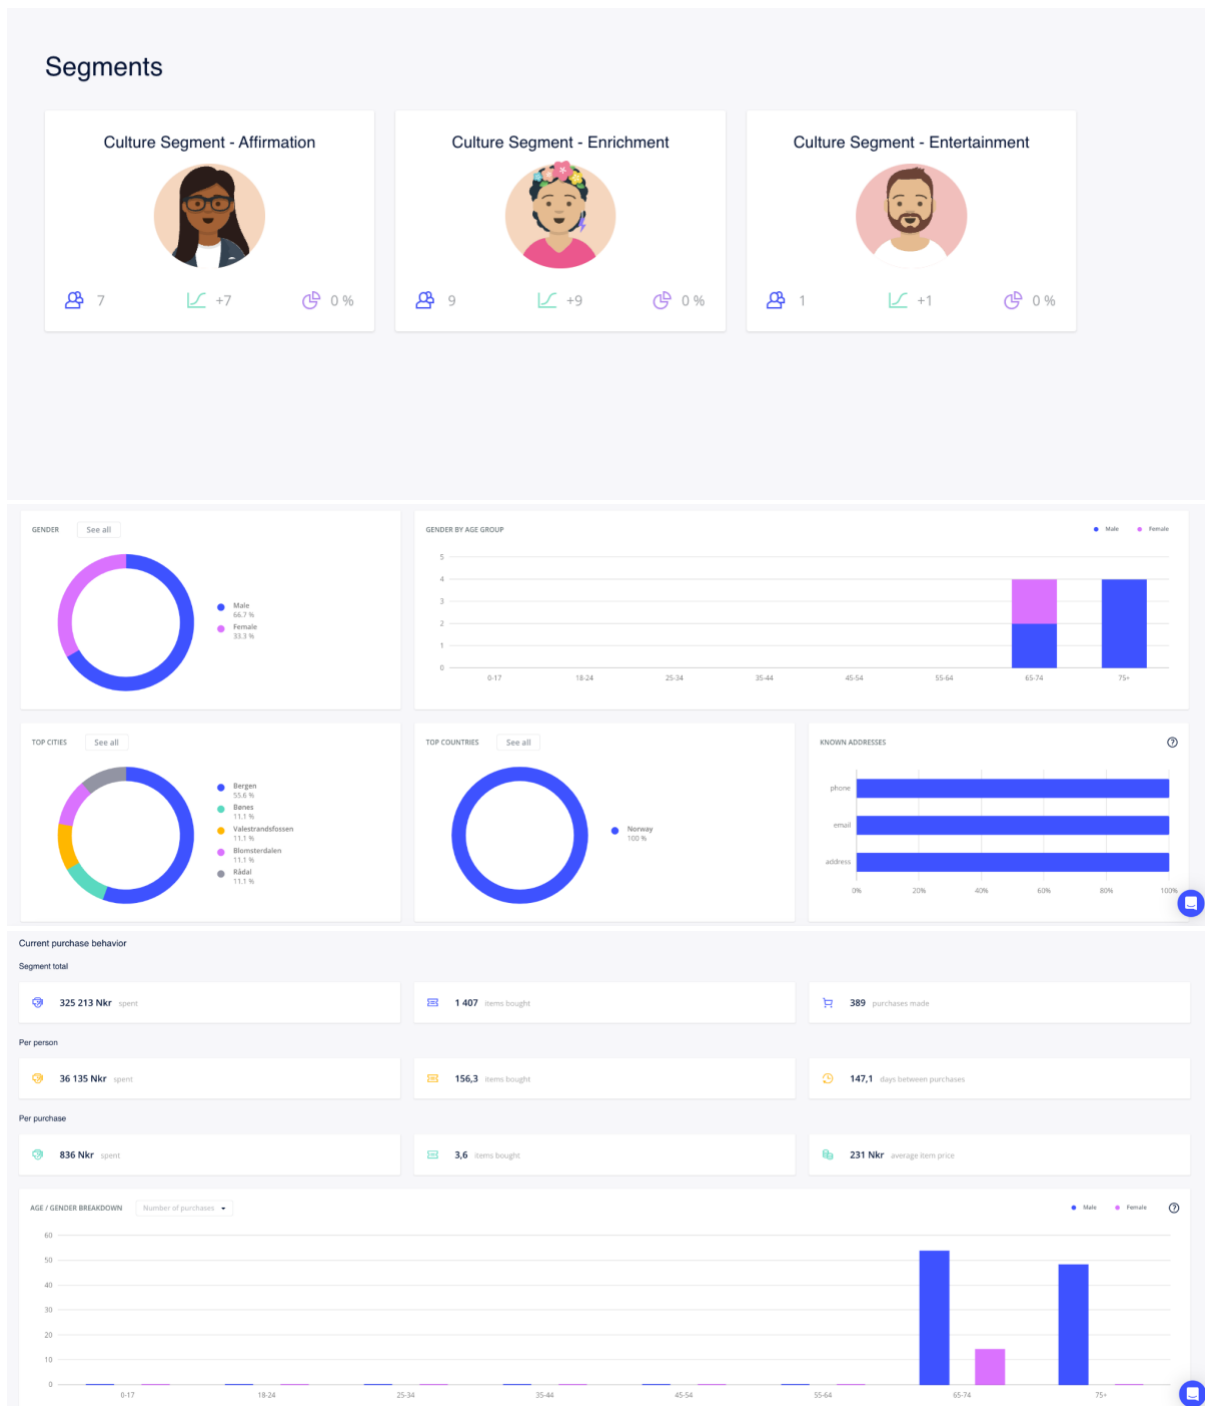 Segments
Culture Segment - Affirmation
Culture Segment - Enrichment
Culture Segment - Entertainment
7 +7 0 %
9 +9 0 %
1 +1 0 %
GENDER See all
Male
66.7 %
Female
33.3 %
GENDER BY AGE GROUP
Male Female
5
4
3
2
1
0
0-17 18-24 25-34 35-44 45-54 55-64 65-74 75+
TOP CITIES See all
Bergen
55.6 %
Bønes
11.1 %
Valestrandsfossen
11.1 %
Blomsterdalen
11.1 %
Rådal
11.1 %
TOP COUNTRIES See all
Norway
100 %
KNOWN ADDRESSES ?
phone
email
address
0% 20% 40% 60% 80% 100%
Current purchase behavior
Segment total
325 213 Nkr spent
1 407 items bought
389 purchases made
Per person
36 135 Nkr spent
156,3 items bought
147,1 days between purchases
Per purchase
836 Nkr spent
3,6 items bought
231 Nkr average item price
AGE / GENDER BREAKDOWN Number of purchases
Male Female ?
60
50
40
30
20
10
0
0-17 18-24 25-34 35-44 45-54 55-64 65-74 75+